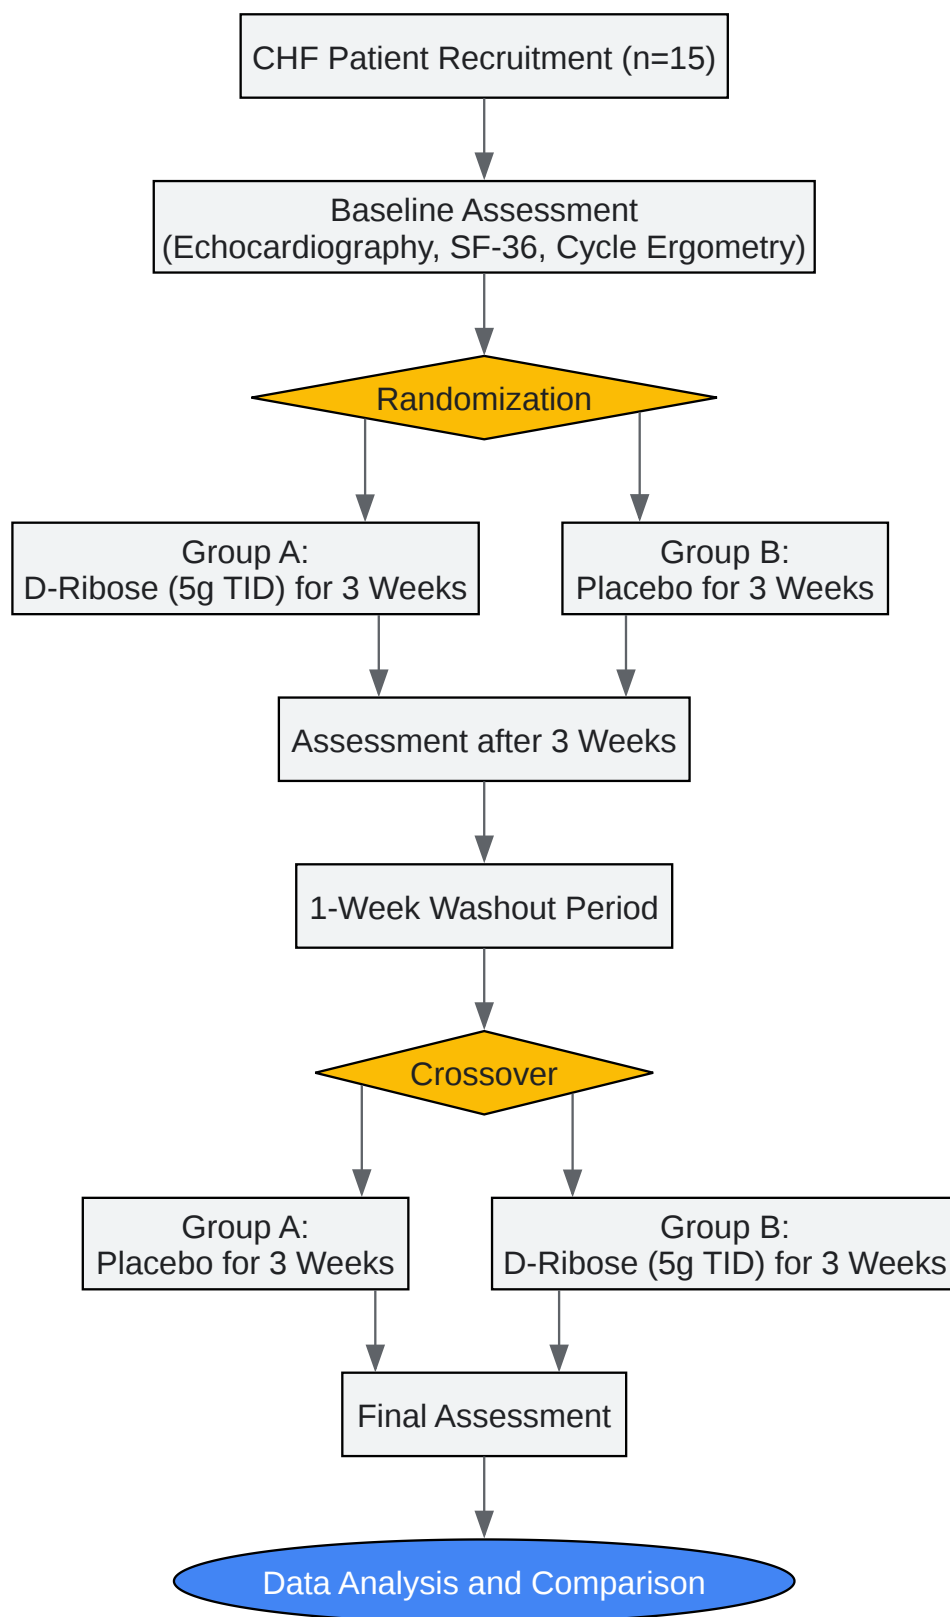 CHF Patient Recruitment (n=15)
Baseline Assessment
(Echocardiography, SF-36, Cycle Ergometry)
Randomization
Group A:
D-Ribose (5g TID) for 3 Weeks
Group B:
Placebo for 3 Weeks
Assessment after 3 Weeks
1-Week Washout Period
Crossover
Group A:
Placebo for 3 Weeks
Group B:
D-Ribose (5g TID) for 3 Weeks
Final Assessment
Data Analysis and Comparison